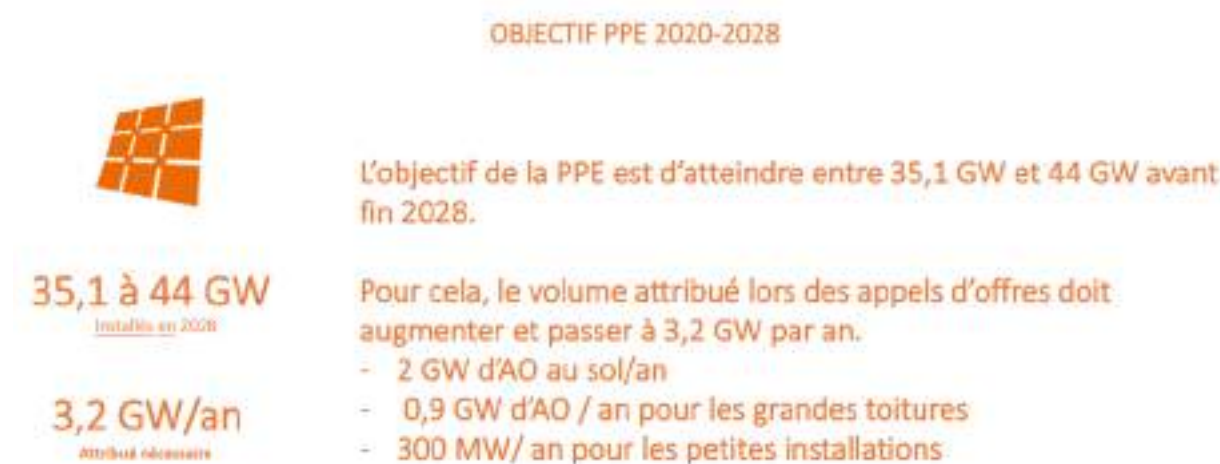 OBJECTIF PPE 2020-2028
L'objectif de la PPE est d'atteindre entre 35,1 GW et 44 GW avant
fin 2028.
35,1 à 44 GW
Installés en 2028
Pour cela, le volume attribué lors des appels d'offres doit
augmenter et passer à 3,2 GW par an.
- 2 GW d'AO au sol/an
- 0,9 GW d'AO / an pour les grandes toitures
- 300 MW/ an pour les petites installations
3,2 GW/an
Attribué nécessaire